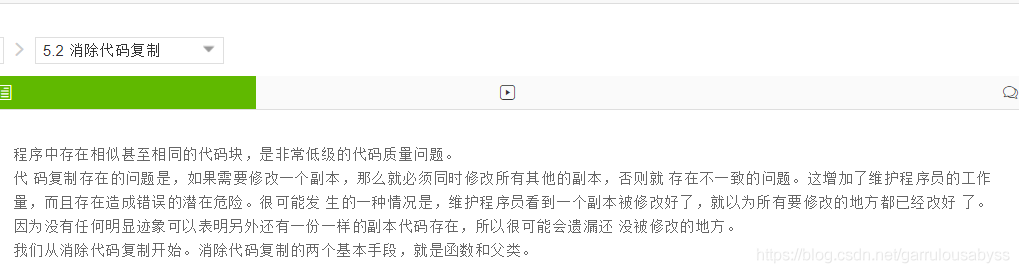 5.2 消除代码复制
程序中存在相似甚至相同的代码块，是非常低级的代码质量问题。
代 码复制存在的问题是，如果需要修改一个副本，那么就必须同时修改所有其他的副本，否则就 存在不一致的问题。这增加了维护程序员的工作
量，而且存在造成错误的潜在危险。很可能发 生的一种情况是，维护程序员看到一个副本被修改好了，就以为所有要修改的地方都已经改好 了。
因为没有任何明显迹象可以表明另外还有一份一样的副本代码存在，所以很可能会遗漏还 没被修改的地方。
我们从消除代码复制开始。消除代码复制的两个基本手段，就是函数和父类。
https://blog.csdn.net/garrulousabyss